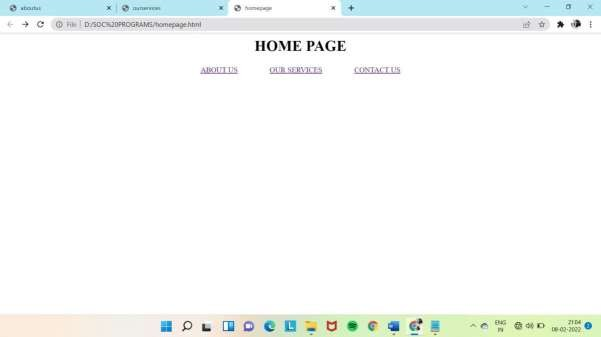 aboutus
ourservices
homepage
File D:/SOC%20PROGRAMS/homepage.html
HOME PAGE
ABOUT US OUR SERVICES CONTACT US
ENG
IN
21:04
08-02-2022
2